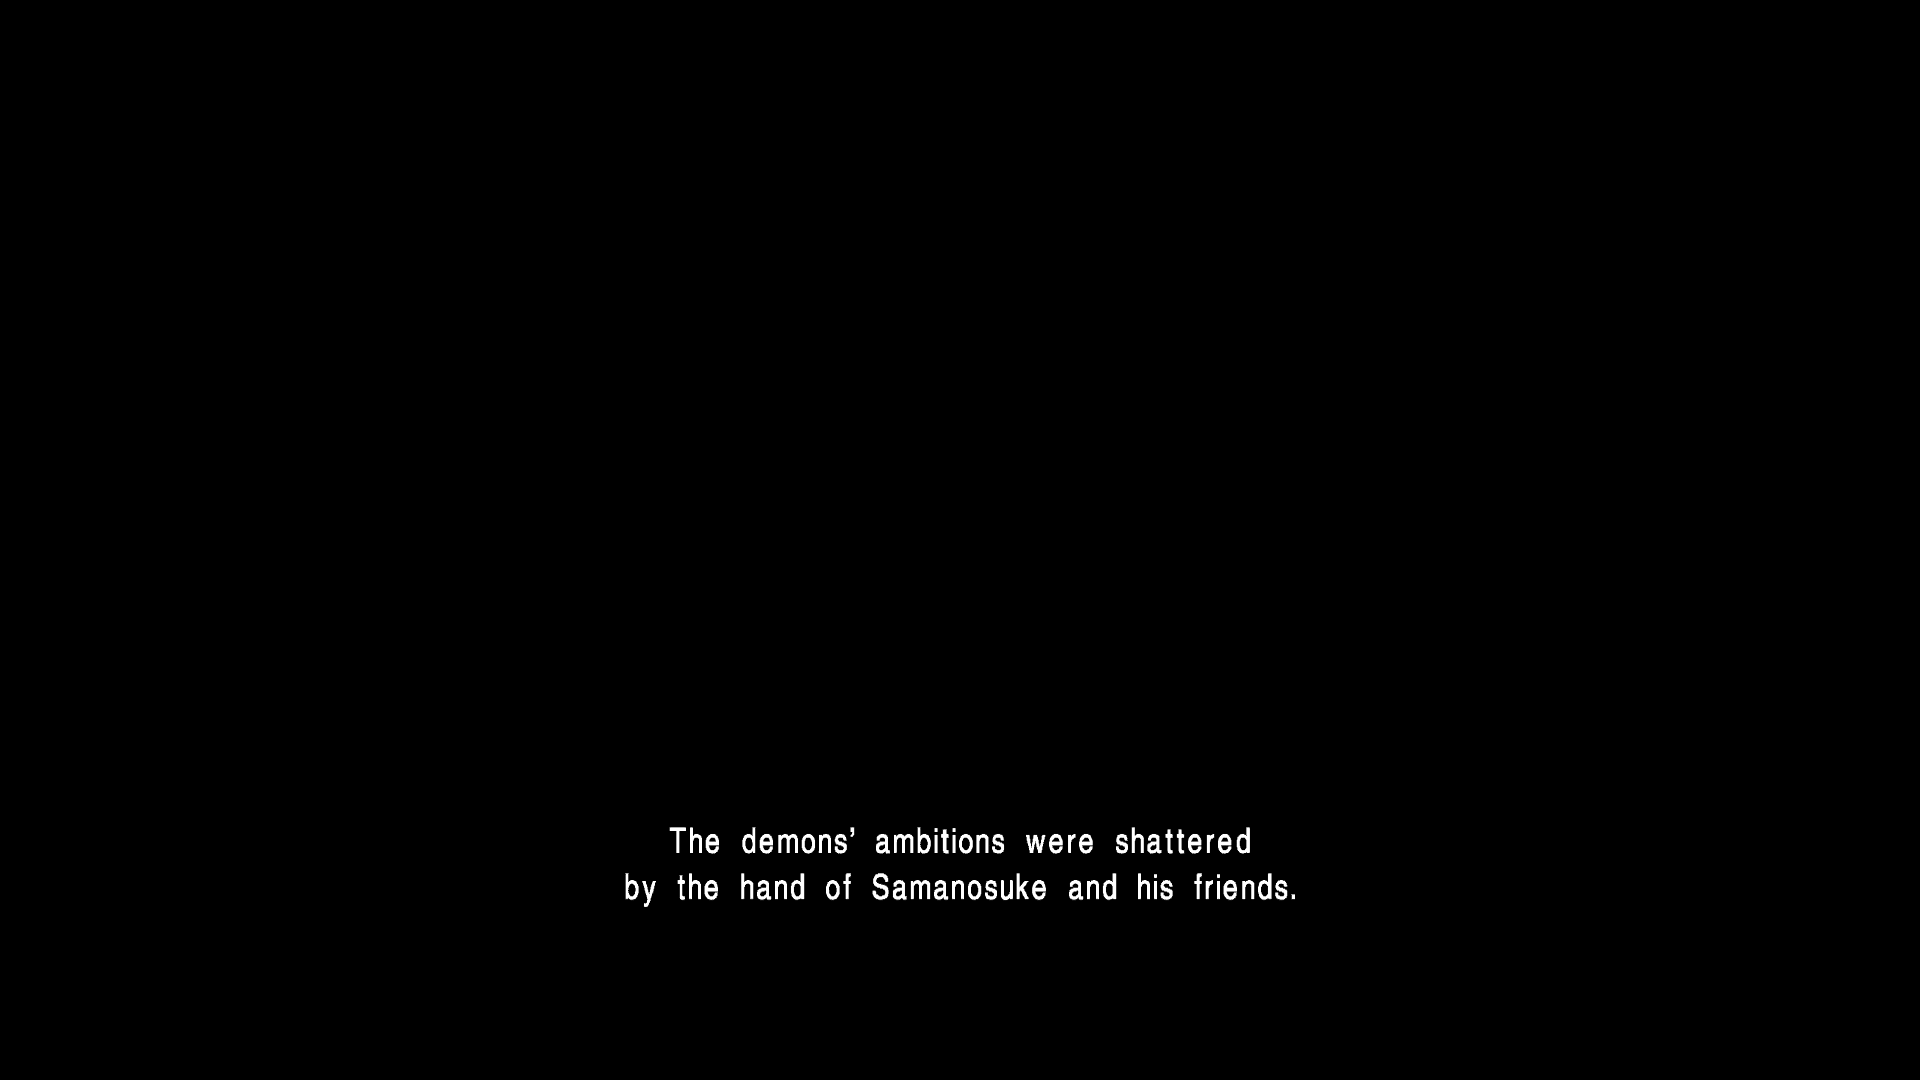 The demons’ ambitions were shattered
by the hand of Samanosuke and his friends.